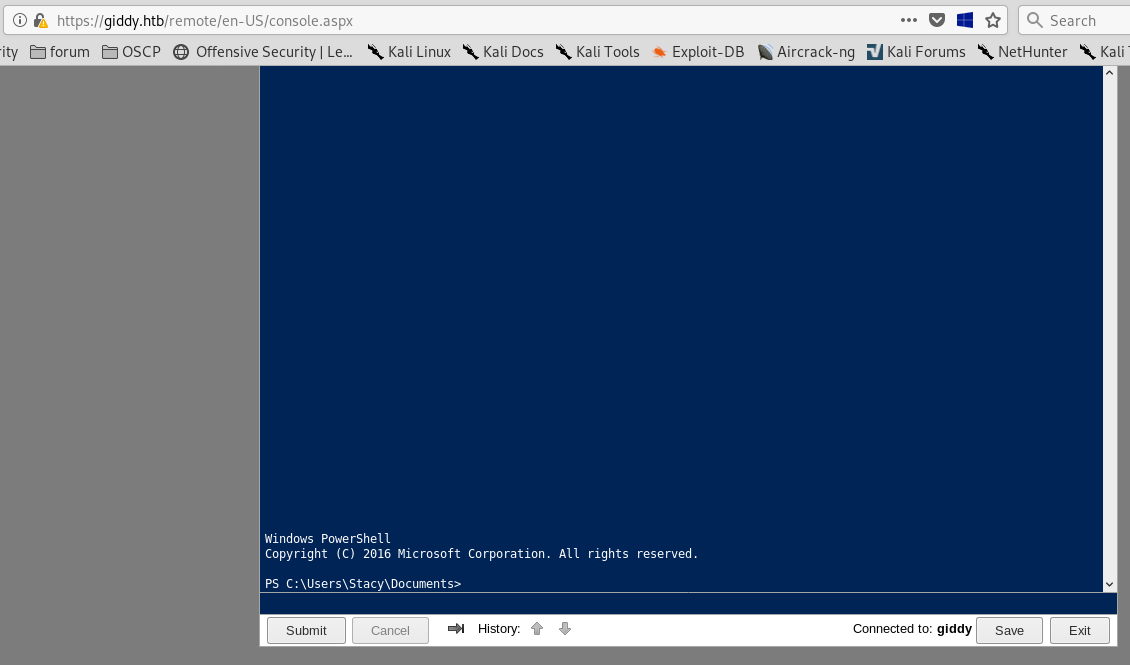 https://giddy.htb/remote/en-US/console.aspx Search
ity forum OSCP Offensive Security | Le... Kali Linux Kali Docs Kali Tools Exploit-DB Aircrack-ng Kali Forums NetHunter Kali
Windows PowerShell
Copyright (C) 2016 Microsoft Corporation. All rights reserved.
PS C:\Users\Stacy\Documents>
Submit Cancel History: Connected to: giddy Save Exit